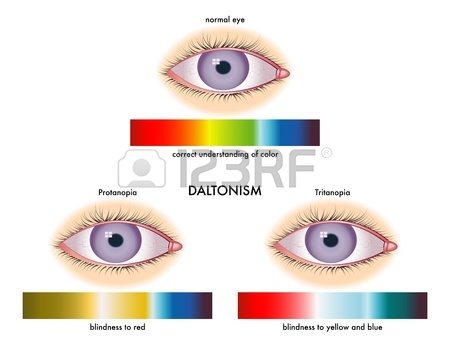 normal eye
correct understanding of color
123RF
Protanopia
DALTONISM
Tritanopia
blindness to red
blindness to yellow and blue